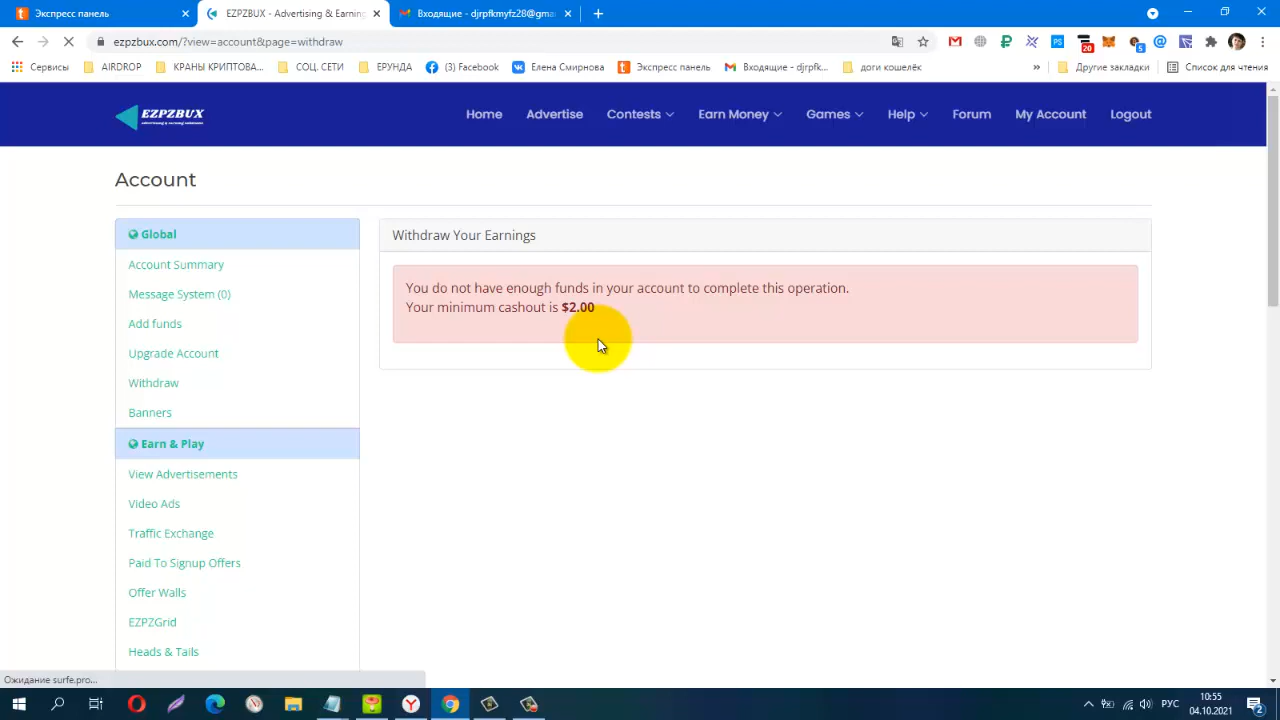 Экспресс панель
EZPZBUX - Advertising & Earning
Входящие - djrpfkmyfz28@gma
ezpzbux.com/?view=account&page=withdraw
20
5
Сервисы
AIRDROP
КРАНЫ КРИПТОВА...
СОЦ. СЕТИ
ЕРУНДА
(3) Facebook
Елена Смирнова
Экспресс панель
Входящие - djrpfk...
доги кошелёк
»
Другие закладки
Список для чтения
EZPZBUX
Home
Advertise
Contests
Earn Money
Games
Help
Forum
My Account
Logout
Account
Global
Account Summary
Message System (0)
Add funds
Upgrade Account
Withdraw
Banners
Earn & Play
View Advertisements
Video Ads
Traffic Exchange
Paid To Signup Offers
Offer Walls
EZPZGrid
Heads & Tails
Withdraw Your Earnings
You do not have enough funds in your account to complete this operation.
Your minimum cashout is $2.00
Ожидание surfe.pro...
РУС
10:55
04.10.2021
2